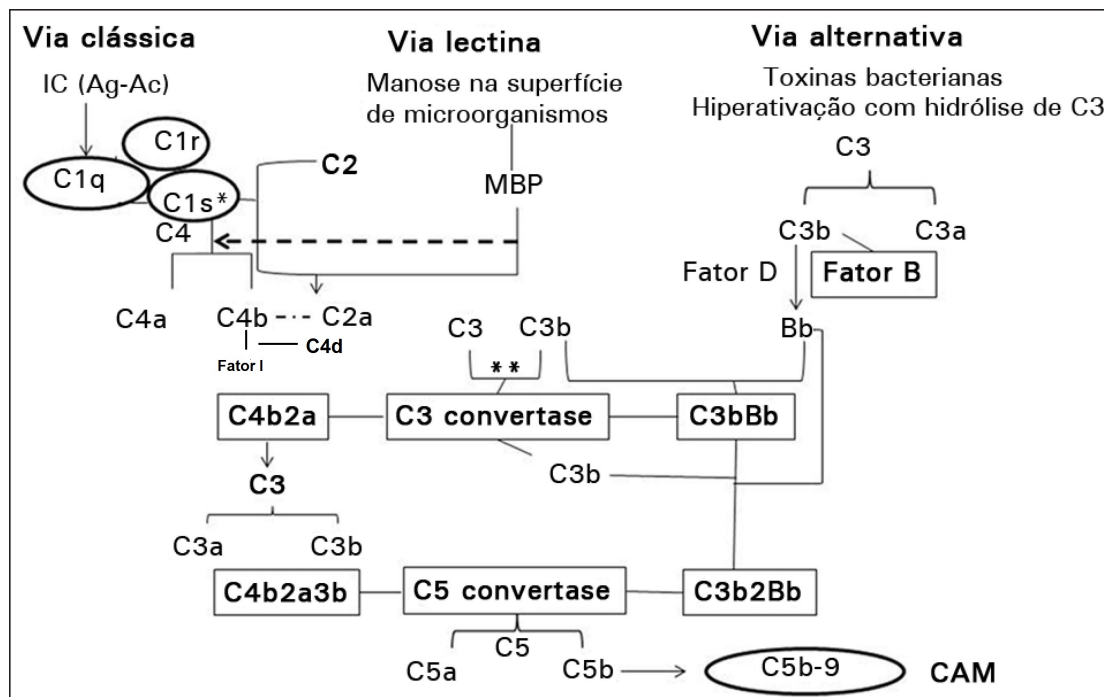 Via clássica
IC (Ag-Ac)
C1r
C1q
C1s*
C4
C2
C4a
C4b
C2a
Fator I
C4d
Via lectina
Manose na superfície
de microorganismos
MBP
Via alternativa
Toxinas bacterianas
Hiperativação com hidrólise de C3
C3
C3b
C3a
Fator D
Fator B
Bb
C3
C3b
**
C4b2a
C3 convertase
C3bBb
C3b
C3
C3a
C3b
C4b2a3b
C5 convertase
C3b2Bb
C5
C5a
C5b
C5b-9
CAM